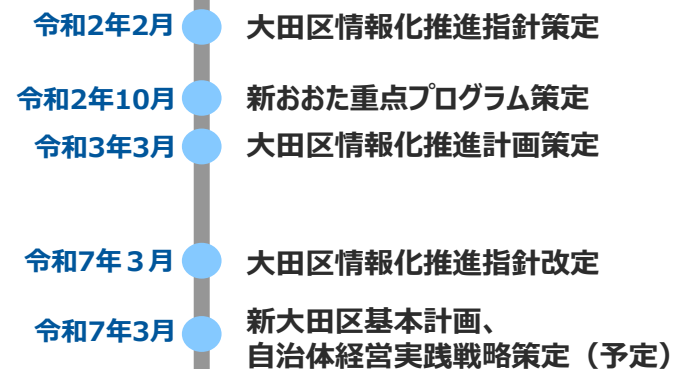 令和2年2月 大田区情報化推進指針策定
令和2年10月 新おおた重点プログラム策定
令和3年3月 大田区情報化推進計画策定
令和7年３月 大田区情報化推進指針改定
令和7年3月 新大田区基本計画、
自治体経営実践戦略策定（予定）